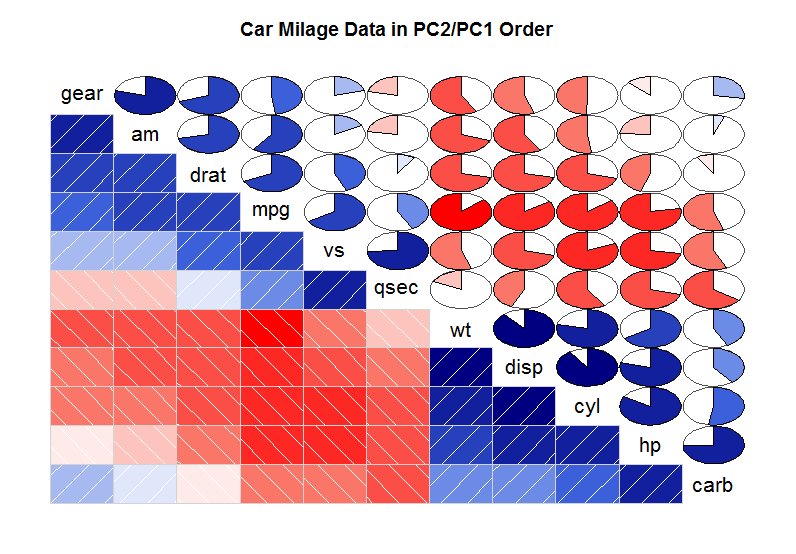 Car Milage Data in PC2/PC1 Order
gear
am
drat
mpg
vs
qsec
wt
disp
cyl
hp
carb